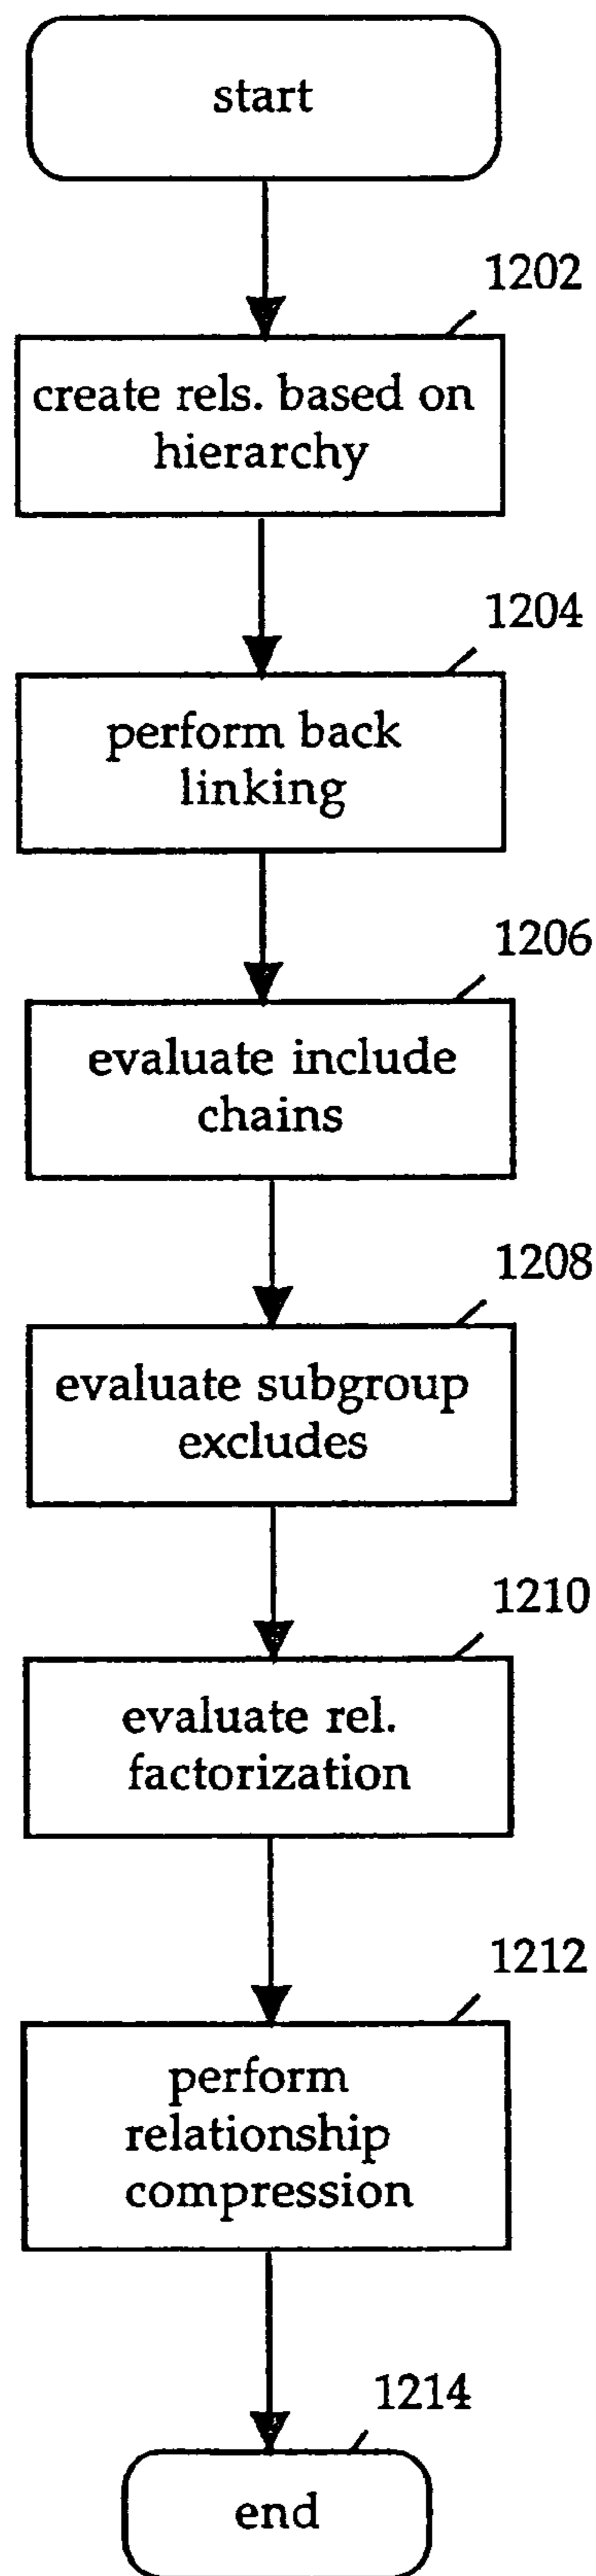 start
1202
create rels. based on
hierarchy
1204
perform back
linking
1206
evaluate include
chains
1208
evaluate subgroup
excludes
1210
evaluate rel.
factorization
1212
perform
relationship
compression
1214
end